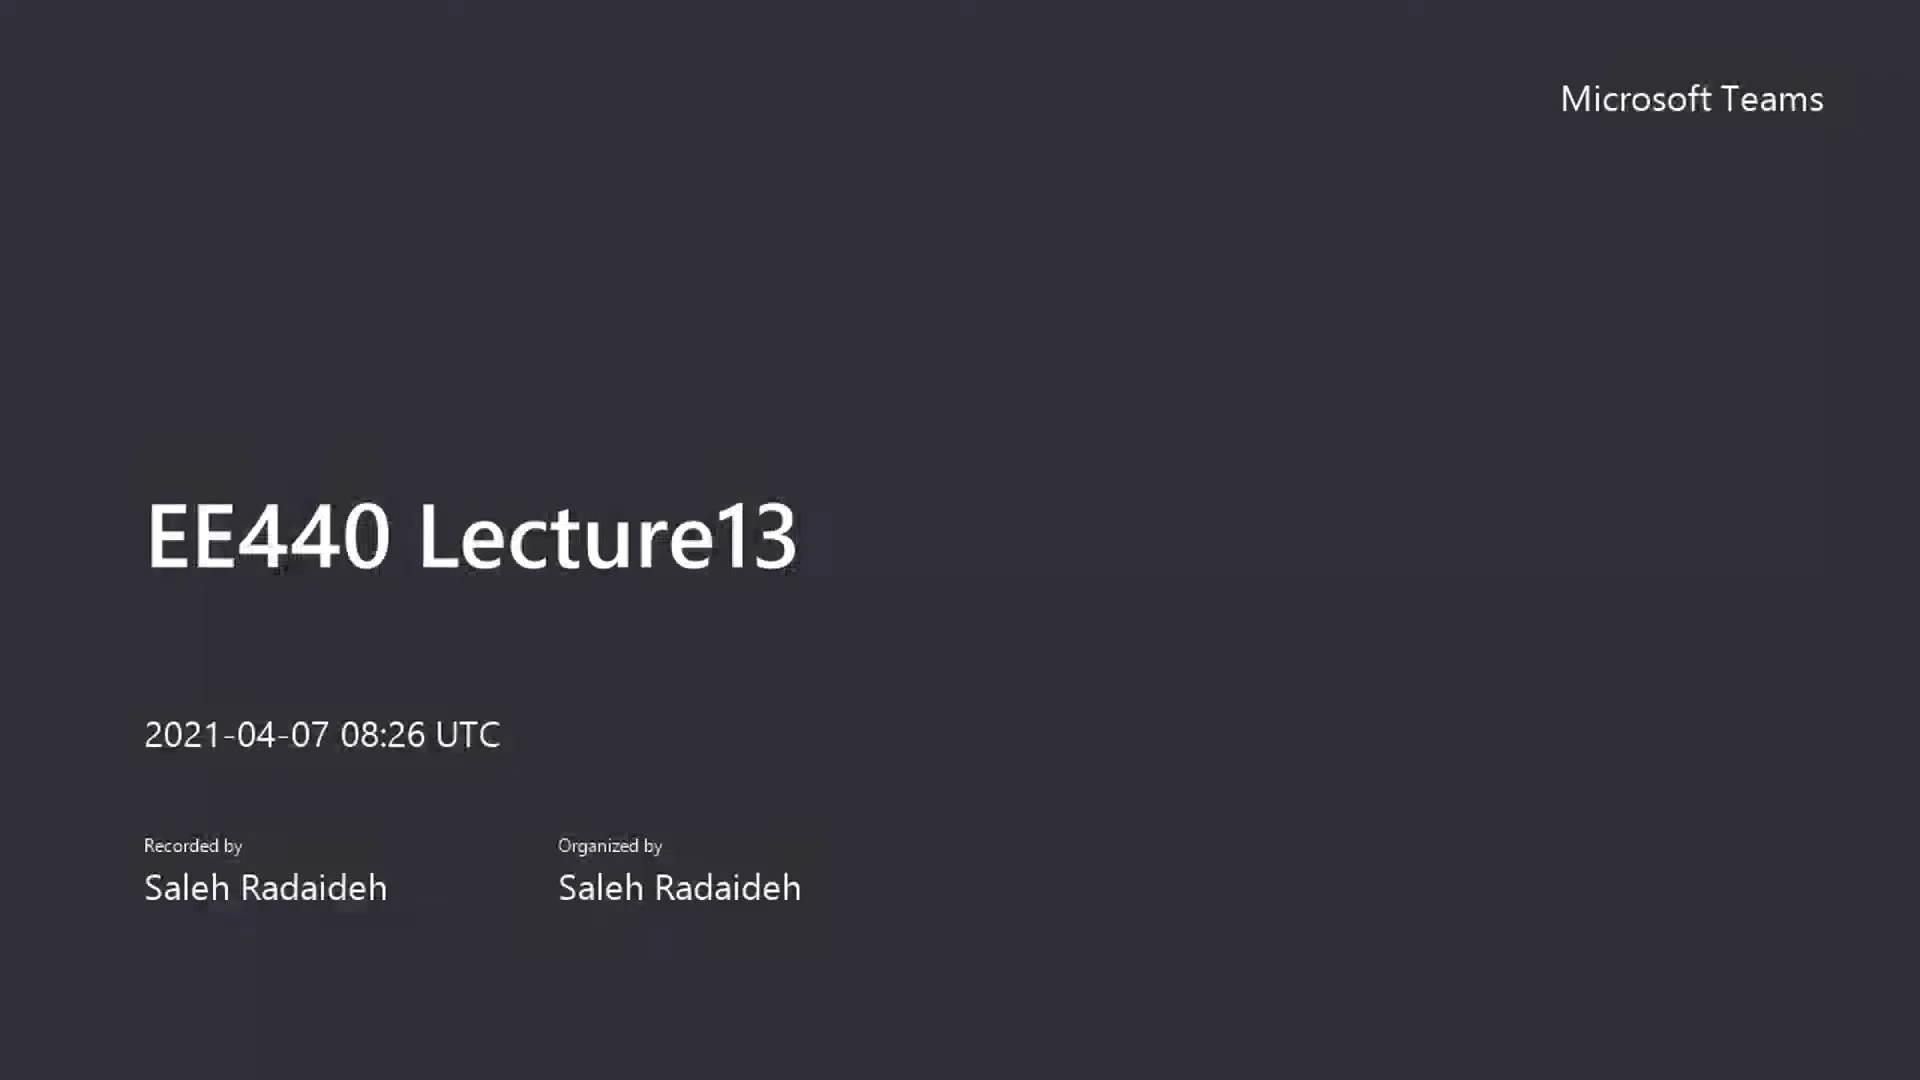 Microsoft Teams
EE440 Lecture13
2021-04-07 08:26 UTC
Recorded by
Saleh Radaideh
Organized by
Saleh Radaideh